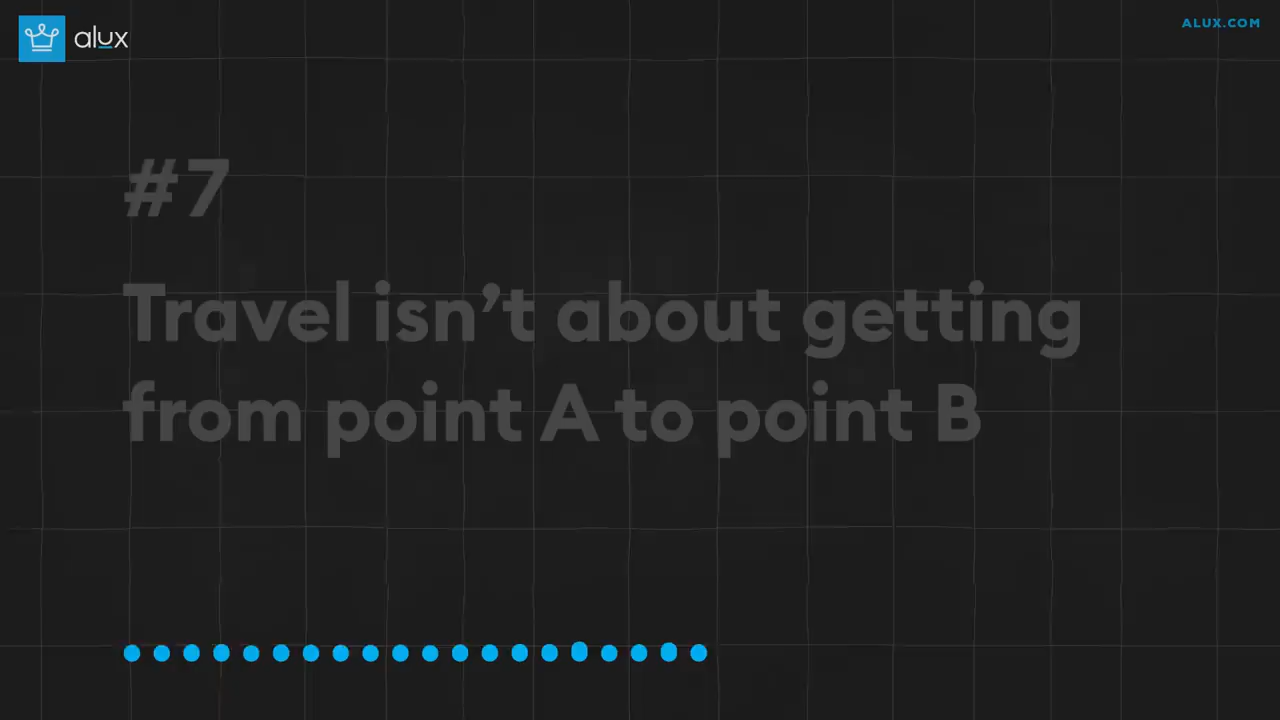 alux
ALUX.COM
#7
Travel isn’t about getting
from point A to point B